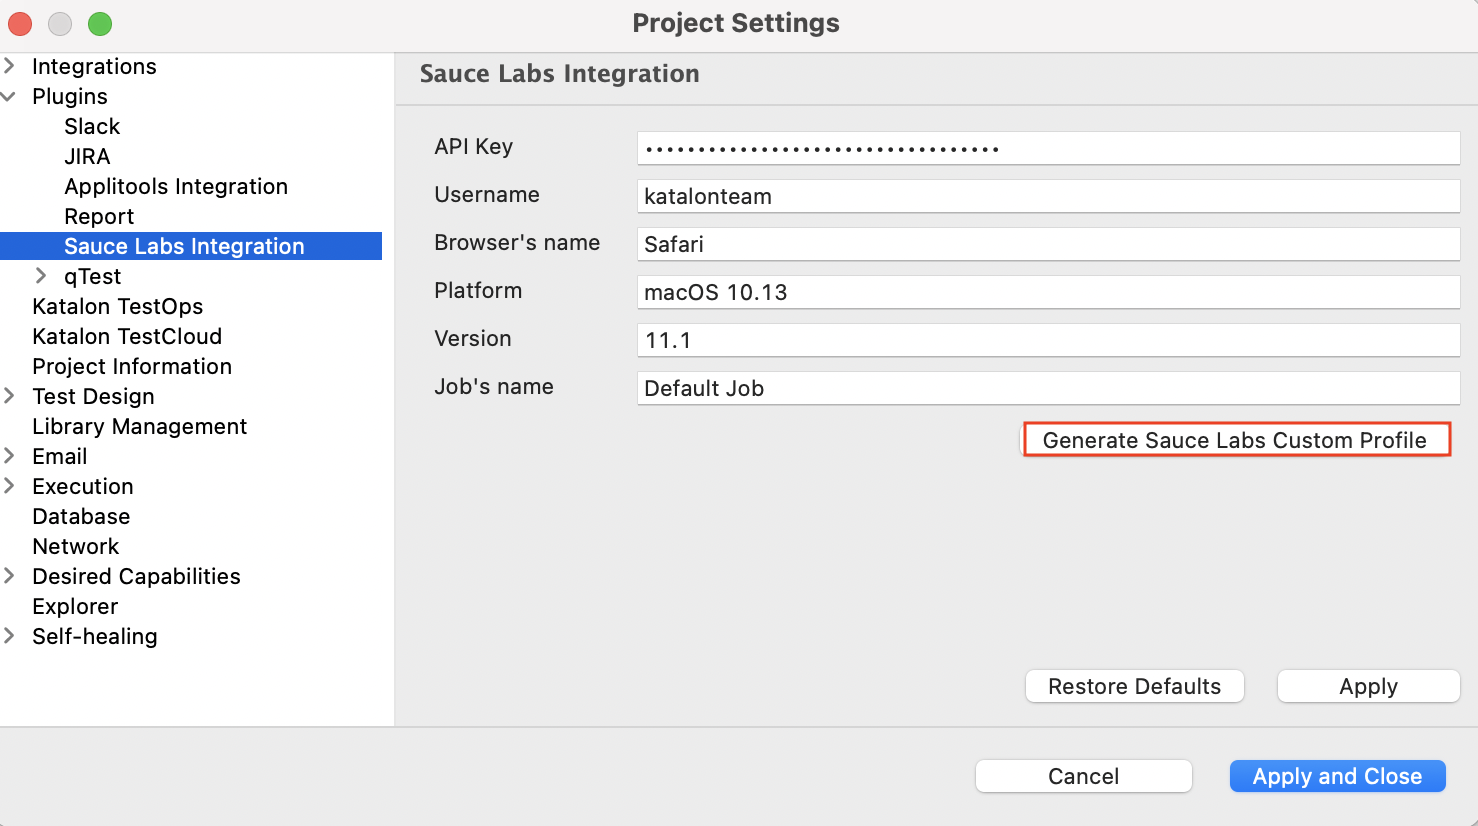 Project Settings
Integrations
Plugins
Slack
JIRA
Applitools Integration
Report
Sauce Labs Integration
qTest
Katalon TestOps
Katalon TestCloud
Project Information
Test Design
Library Management
Email
Execution
Database
Network
Desired Capabilities
Explorer
Self-healing
Sauce Labs Integration
API Key ••••••••••••••••••••••••••••••••••
Username katalonteam
Browser's name Safari
Platform macOS 10.13
Version 11.1
Job's name Default Job
Generate Sauce Labs Custom Profile
Restore Defaults Apply
Cancel Apply and Close